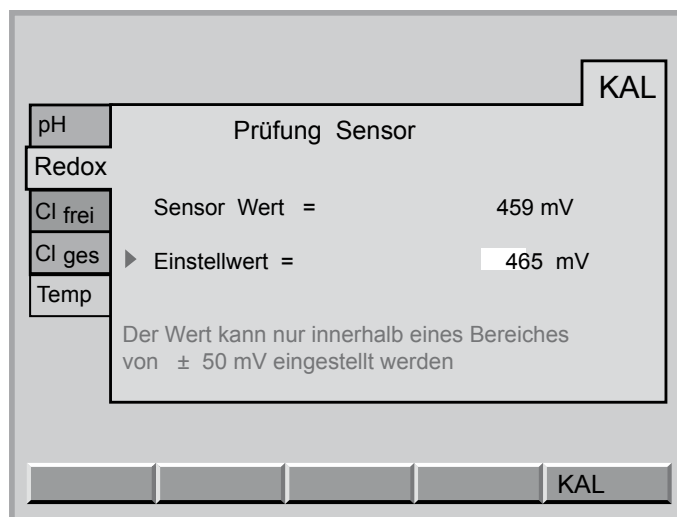 KAL
pH
Prüfung Sensor
Redox
Cl frei
Sensor Wert = 459 mV
Cl ges
Einstellwert = 465 mV
Temp
Der Wert kann nur innerhalb eines Bereiches
von ± 50 mV eingestellt werden
KAL